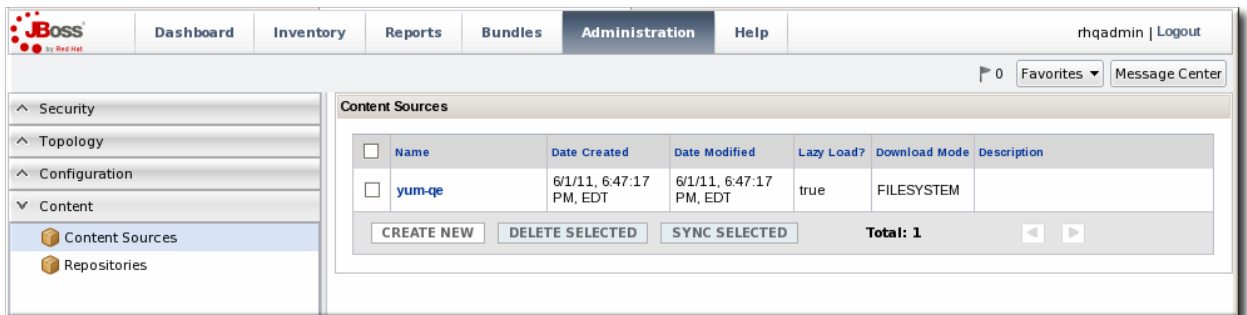 JBoss
by Red Hat
Dashboard
Inventory
Reports
Bundles
Administration
Help
rhqadmin | Logout
0
Favorites
Message Center
Security
Topology
Configuration
Content
Content Sources
Repositories
Content Sources
Name
Date Created
Date Modified
Lazy Load?
Download Mode
Description
yum-qe
6/1/11, 6:47:17
PM, EDT
6/1/11, 6:47:17
PM, EDT
true
FILESYSTEM
CREATE NEW
DELETE SELECTED
SYNC SELECTED
Total: 1